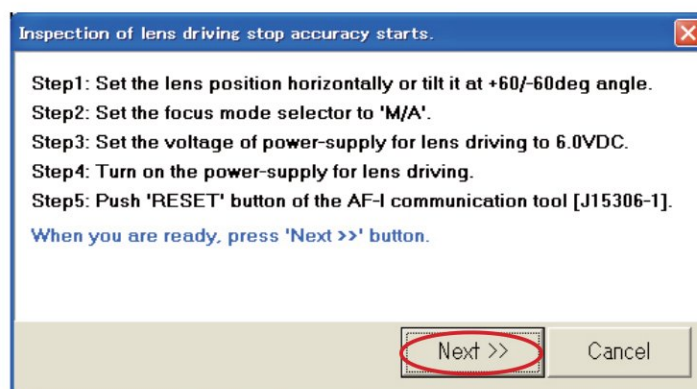 Inspection of lens driving stop accuracy starts.
Step1: Set the lens position horizontally or tilt it at +60/-60deg angle.
Step2: Set the focus mode selector to 'M/A'.
Step3: Set the voltage of power-supply for lens driving to 6.0VDC.
Step4: Turn on the power-supply for lens driving.
Step5: Push 'RESET' button of the AF-I communication tool [J15306-1].
When you are ready, press 'Next >>' button.
Next >> Cancel